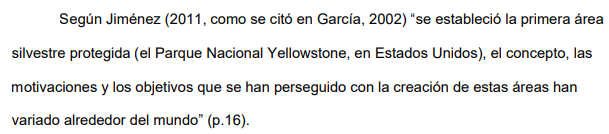 Según Jiménez (2011, como se citó en García, 2002) “se estableció la primera área
silvestre protegida (el Parque Nacional Yellowstone, en Estados Unidos), el concepto, las
motivaciones y los objetivos que se han perseguido con la creación de estas áreas han
variado alrededor del mundo” (p.16).